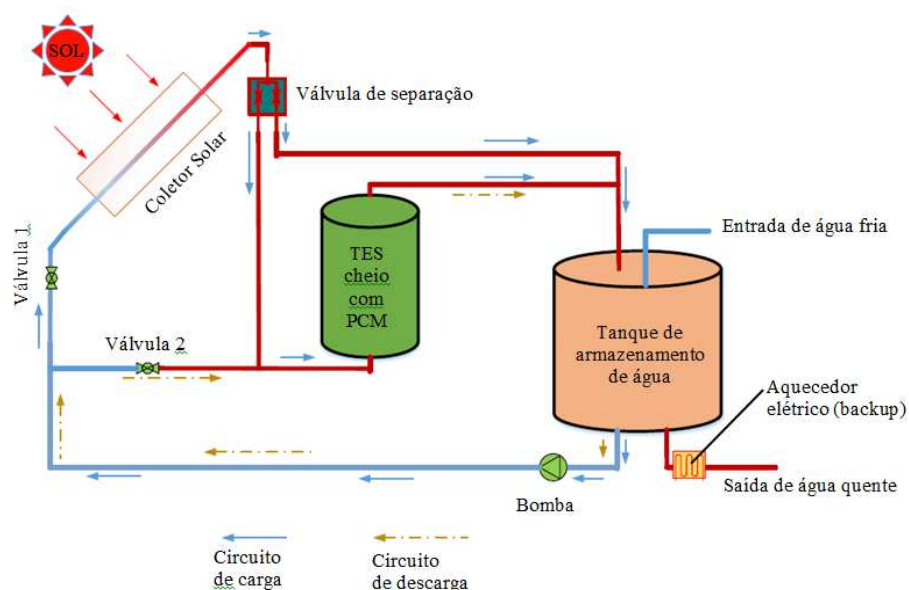 SOL
Coletor Solar
Válvula de separação
Válvula 1
Entrada de água fria
TES
cheio
com
PCM
Válvula 2
Tanque de
armazenamento
de água
Aquecedor
elétrico (backup)
Bomba
Saída de água quente
Circuito
de carga
Circuito
de descarga